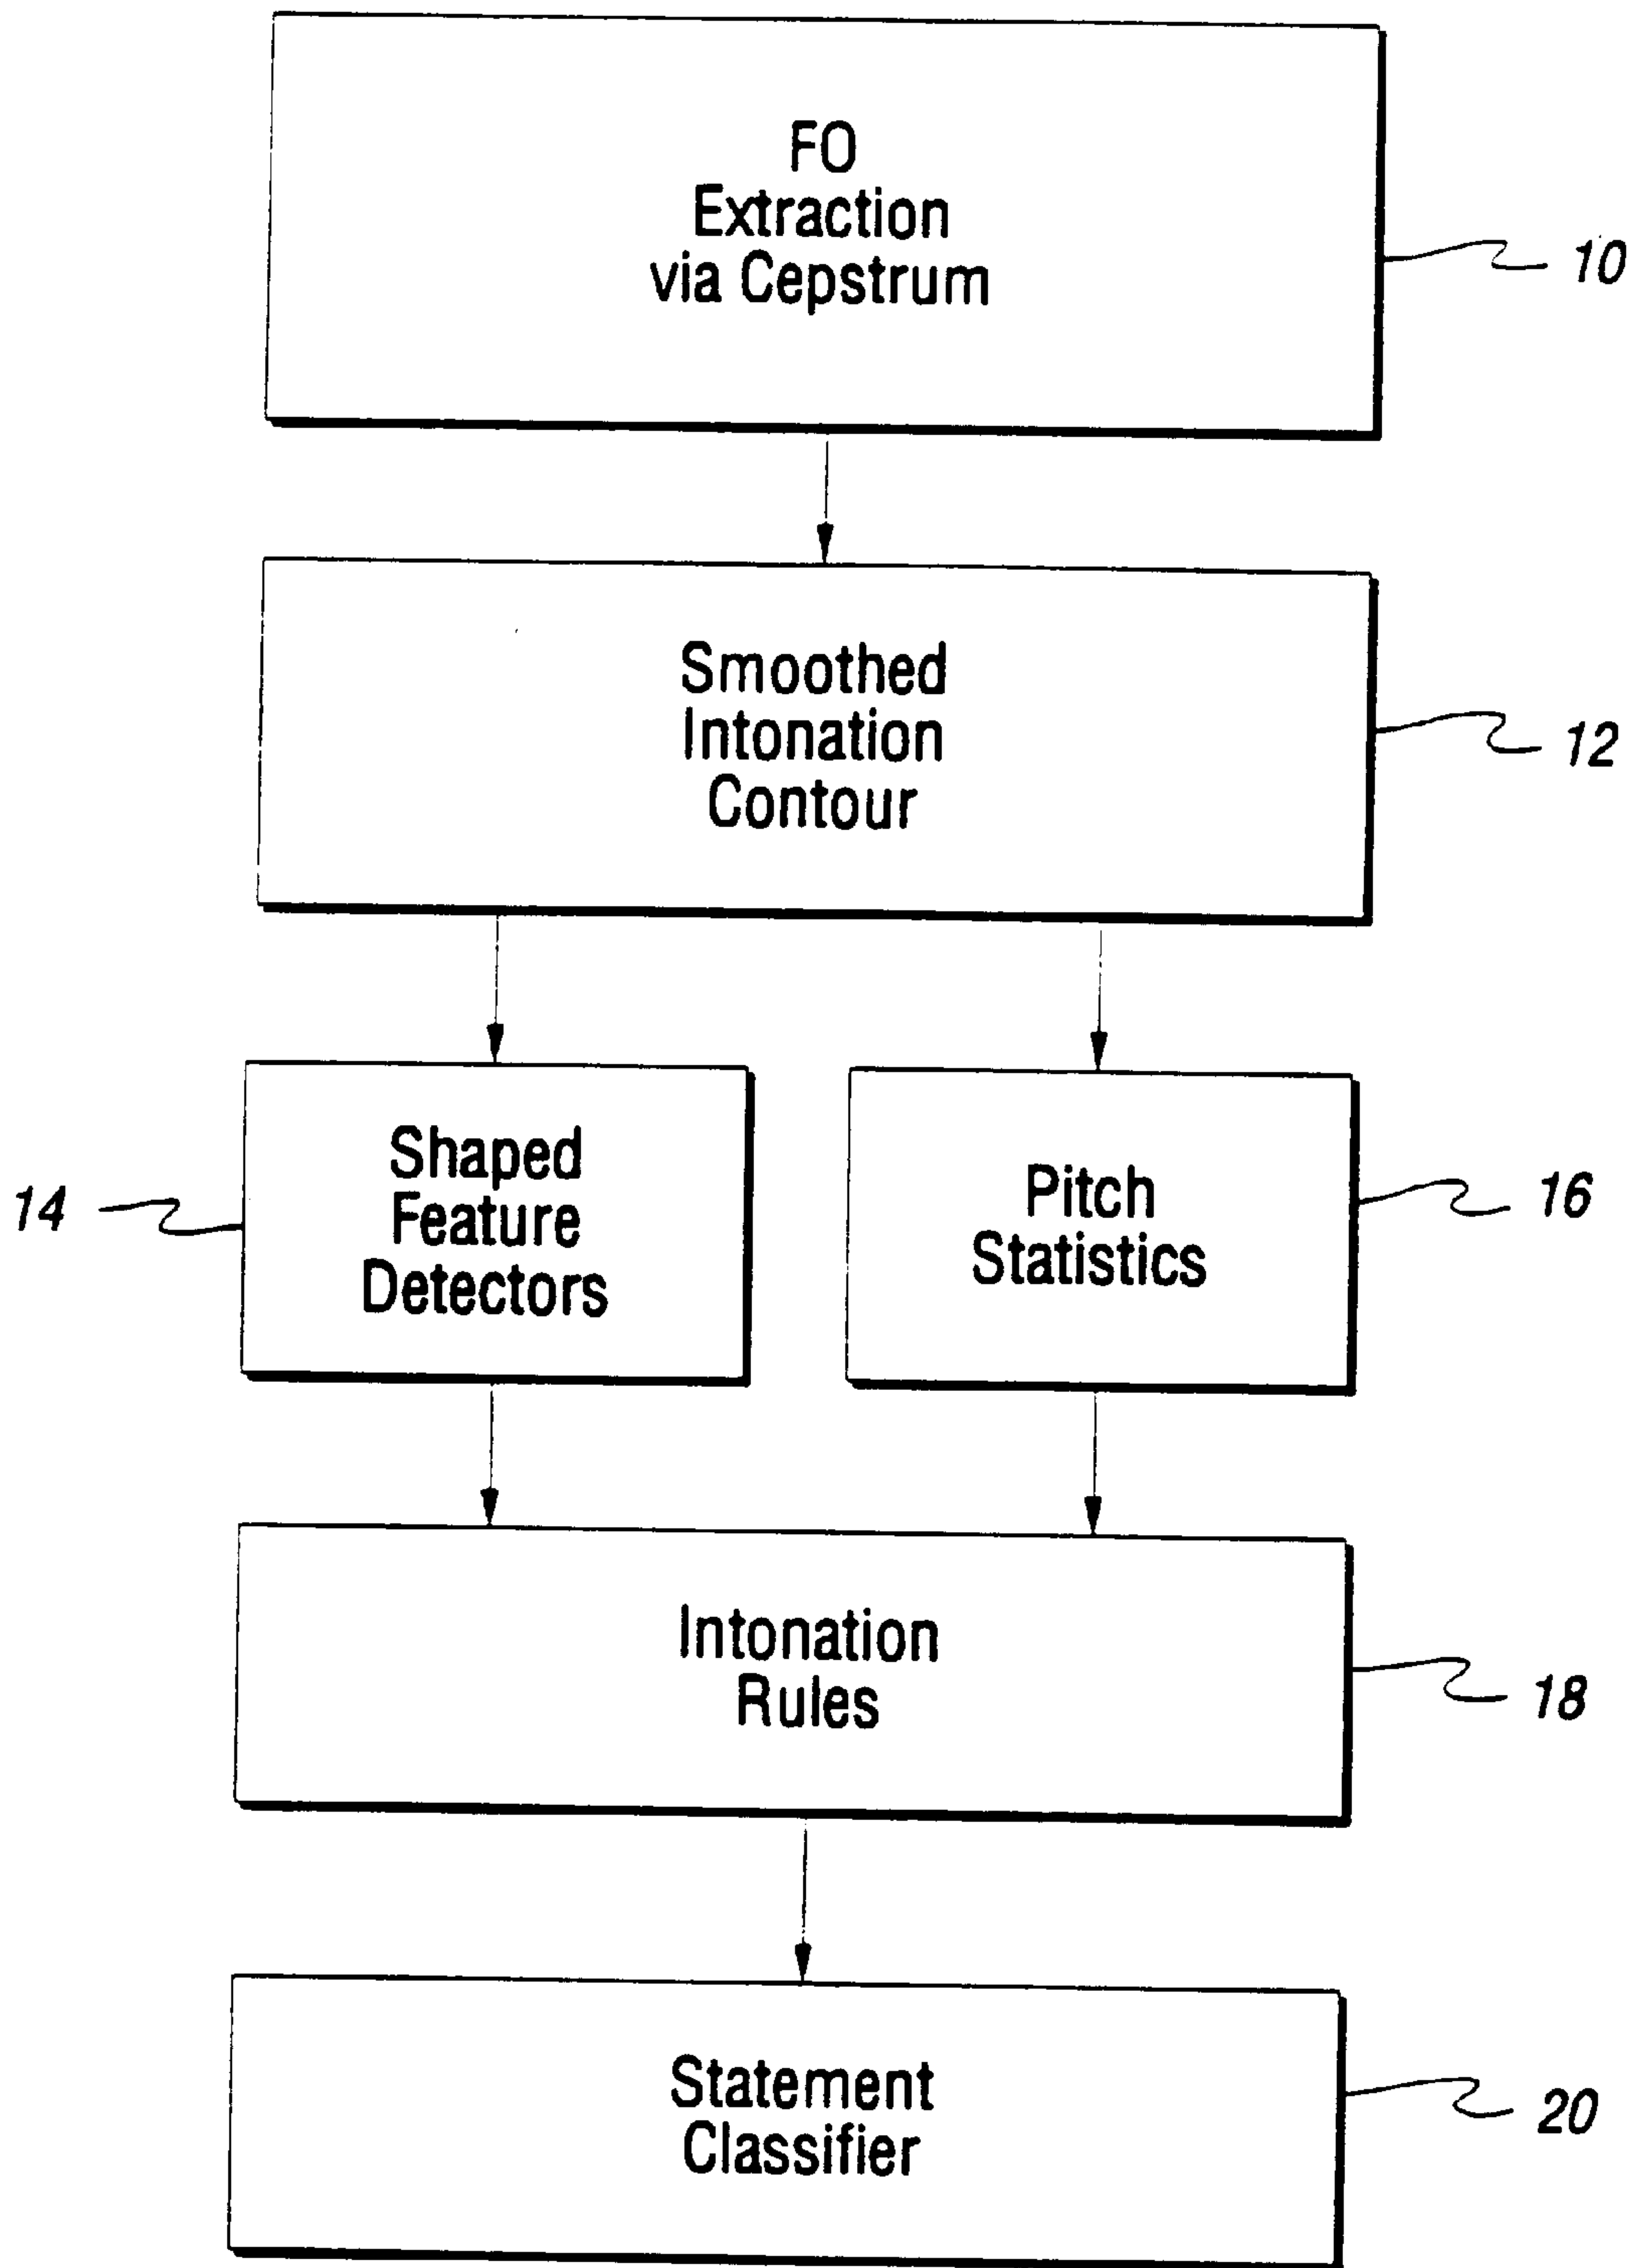 FO
Extraction
via Cepstrum
10
Smoothed
Intonation
Contour
12
14
Shaped
Feature
Detectors
Pitch
Statistics
16
Intonation
Rules
18
Statement
Classifier
20